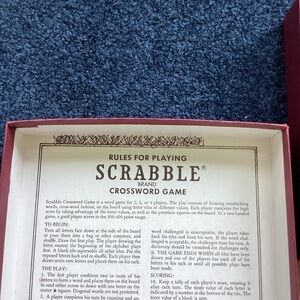 RULES FOR PLAYING
SCRABBLE®
BRAND
CROSSWORD GAME
Scrabble Crossword Game is a word game for 2, 3, or 4 players. The play consists of forming interlocking
words, cross-word fashion, on the board using letter tiles of different values. Each player competes for high
score by taking advantage of the letter values, as well as the premium squares on the board. In a two-handed
game, a good player scores in the 300-400 point range.
TO BEGIN:
Turn all letters face down at the side of the board
or pour them into a bag or other container, and
shuffle. Draw for first play. The player drawing the
letter nearest the beginning of the alphabet plays
first. A blank tile supersedes all other tiles. Put the
exposed letters back and re-shuffle. Each player then
draws seven new letters and places them on his rack.
THE PLAY:
1. The first player combines two or more of his
letters to form a word and places them on the board
to read either across or down with one letter on the
center square. Diagonal words are not permitted.
2. A player completes his turn by counting and
word challenged is unacceptable, the player takes
back his tiles and loses his turn. If the word challenged
is acceptable, the challenger loses his turn. A
dictionary should be consulted for challenges only.
9. THE GAME ENDS WHEN all tiles have been
drawn and one of the players has used all of the
letters in his rack or until all possible plays have
been made.
SCORING:
10. Keep a tally of each player's score, entering it
after each turn. The score value of each letter is
indicated by a number at the bottom of the tile. The
score value of a blank is zero.